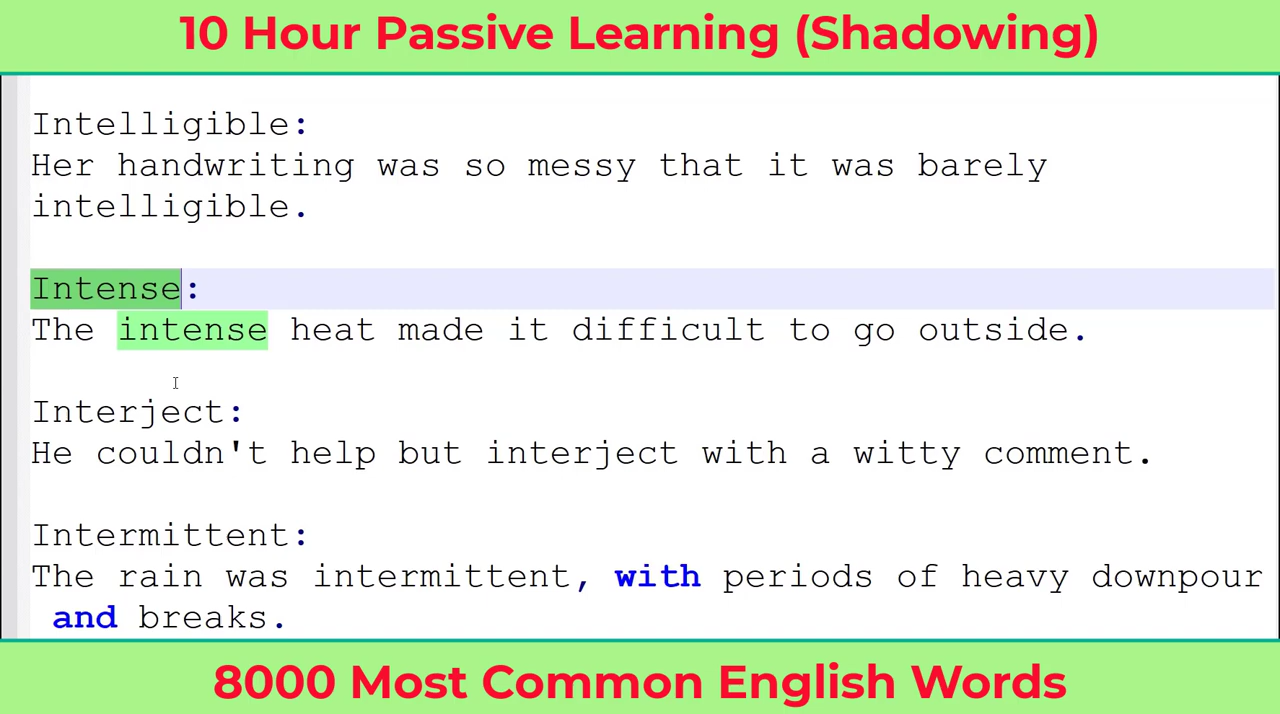 10 Hour Passive Learning (Shadowing)
Intelligible:
Her handwriting was so messy that it was barely
intelligible.
Intense:
The intense heat made it difficult to go outside.
Interject:
He couldn't help but interject with a witty comment.
Intermittent:
The rain was intermittent, with periods of heavy downpour
and breaks.
8000 Most Common English Words